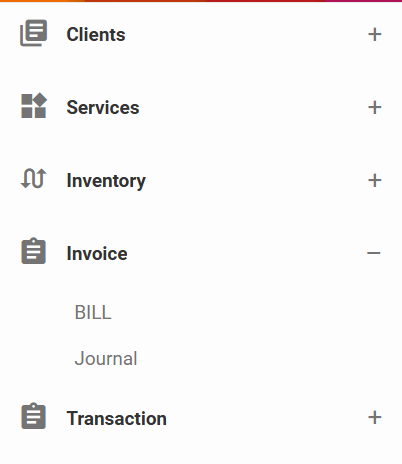 Clients +
Services +
Inventory +
Invoice −
BILL
Journal
Transaction +